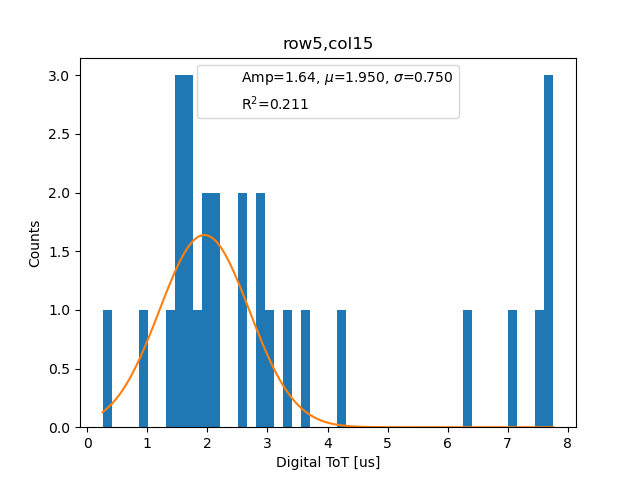 row5,col15
Amp=1.64, μ=1.950, σ=0.750
R²=0.211
3.0
2.5
2.0
1.5
1.0
0.5
0.0
Counts
0 1 2 3 4 5 6 7 8
Digital ToT [us]